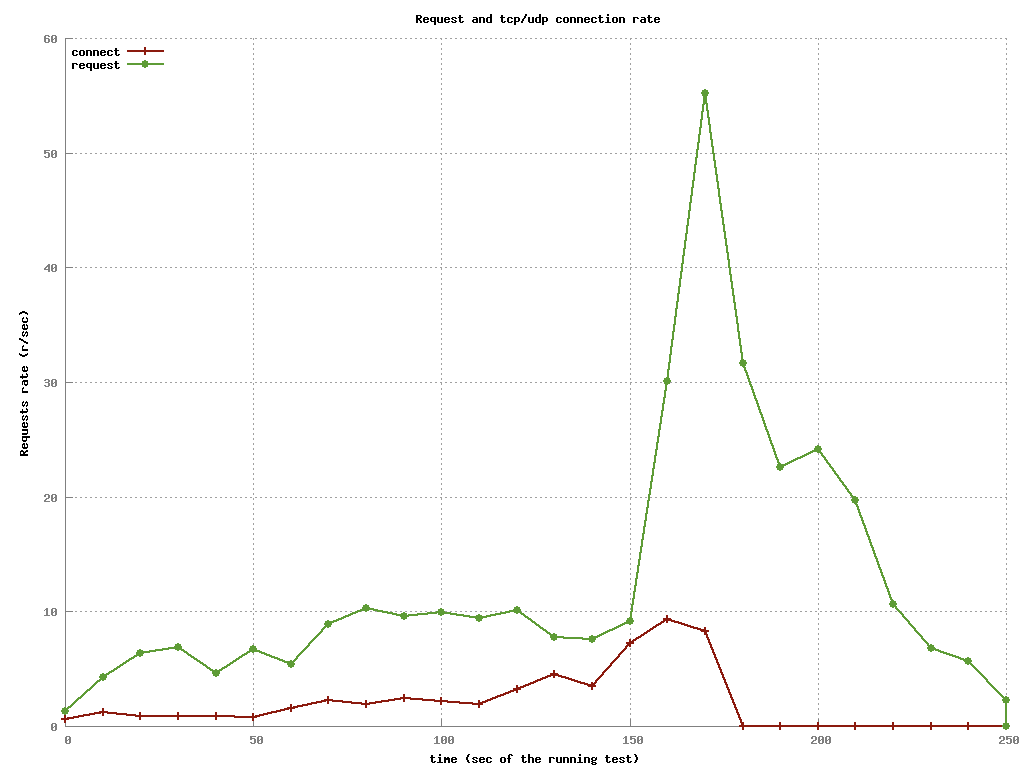 Request and tcp/udp connection rate
connect
request
60
50
40
30
20
10
0
Requests rate (r/sec)
0 50 100 150 200 250
time (sec of the running test)